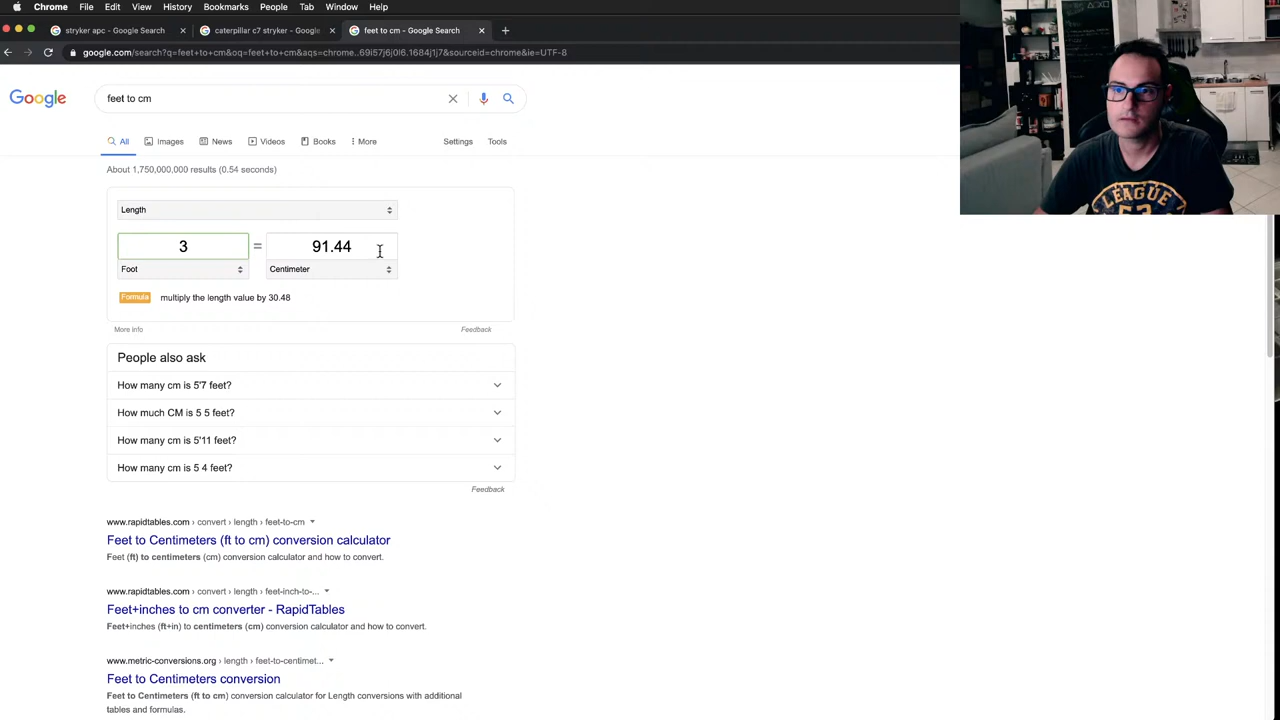 Chrome File Edit View History Bookmarks People Tab Window Help
stryker apc - Google Search
caterpillar c7 stryker - Google
feet to cm - Google Search
google.com/search?q=feet+to+cm&oq=feet+to+cm&aqs=chrome..69i57j6j0l6.1684j1j7&sourceid=chrome&ie=UTF-8
Google
feet to cm
All Images News Videos Books More Settings Tools
About 1,750,000,000 results (0.54 seconds)
Length
3 = 91.44
Foot Centimeter
Formula multiply the length value by 30.48
More info Feedback
People also ask
How many cm is 5'7 feet?
How much CM is 5 5 feet?
How many cm is 5'11 feet?
How many cm is 5 4 feet?
Feedback
www.rapidtables.com › convert › length › feet-to-cm
Feet to Centimeters (ft to cm) conversion calculator
Feet (ft) to centimeters (cm) conversion calculator and how to convert.
www.rapidtables.com › convert › length › feet-inch-to-...
Feet+inches to cm converter - RapidTables
Feet+inches (ft+in) to centimeters (cm) conversion calculator and how to convert.
www.metric-conversions.org › length › feet-to-centimet...
Feet to Centimeters conversion
Feet to Centimeters (ft to cm) conversion calculator for Length conversions with additional
tables and formulas.
LEAGUE